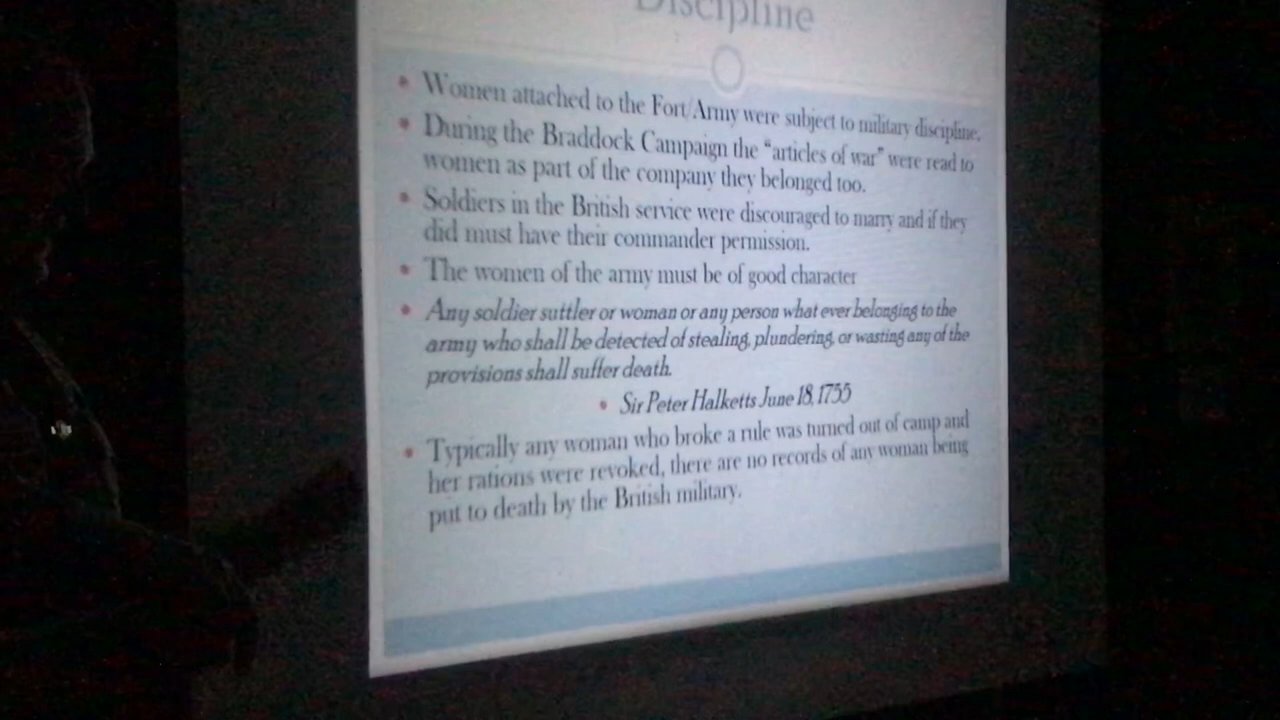 Discipline
• Women attached to the Fort/Army were subject to military discipline.
• During the Braddock Campaign the “articles of war” were read to
women as part of the company they belonged too.
• Soldiers in the British service were discouraged to marry and if they
did must have their commander permission.
• The women of the army must be of good character
• Any soldier suttler or woman or any person what ever belonging to the
army who shall be detected of stealing, plundering, or wasting any of the
provisions shall suffer death.
• Sir Peter Halketts June 18, 1755
• Typically any woman who broke a rule was turned out of camp and
her rations were revoked, there are no records of any woman being
put to death by the British military.